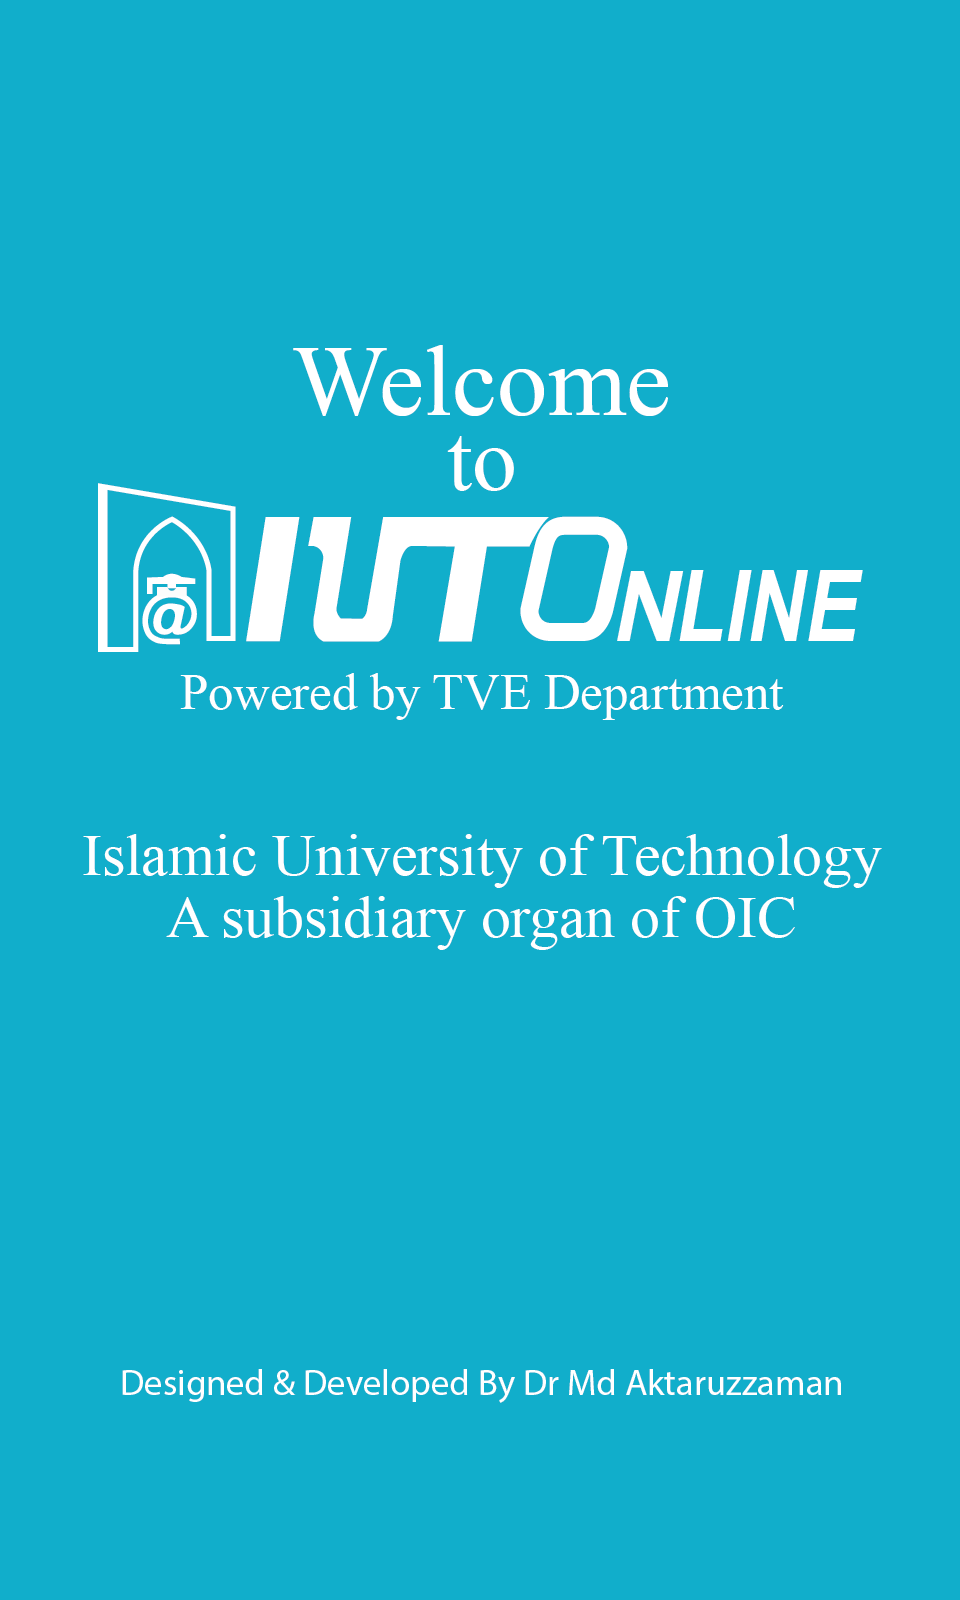 Welcome
to
@ IUTONLINE
Powered by TVE Department
Islamic University of Technology
A subsidiary organ of OIC
Designed & Developed By Dr Md Aktaruzzaman